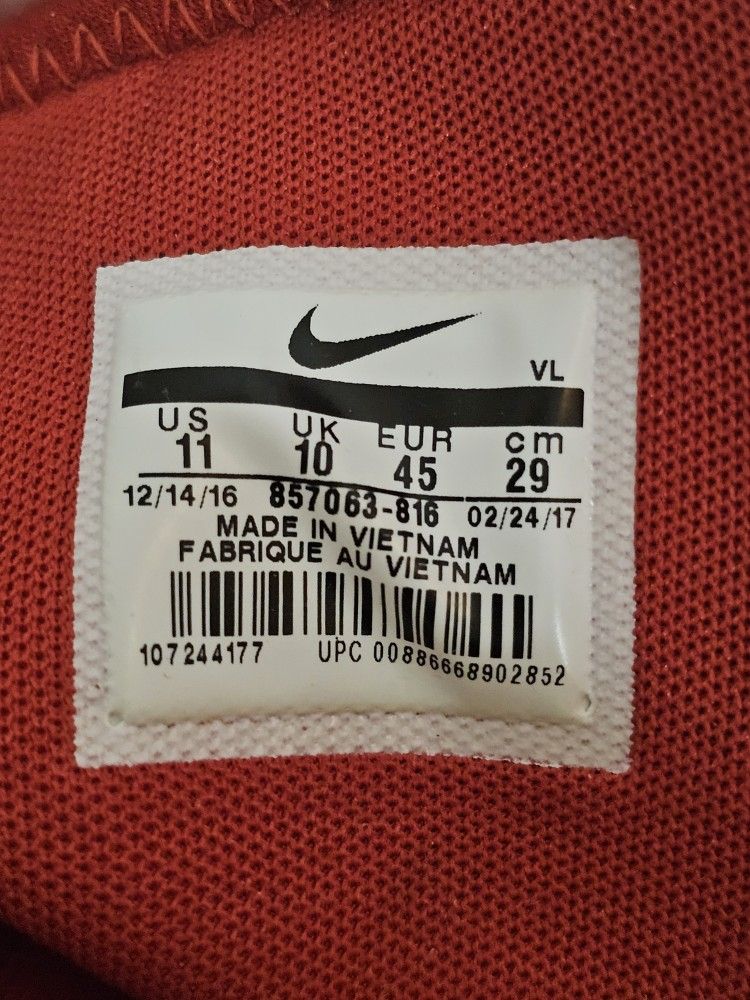 VL
US UK EUR cm
11 10 45 29
12/14/16 857063-816 02/24/17
MADE IN VIETNAM
FABRIQUE AU VIETNAM
107244177 UPC 00886668902852